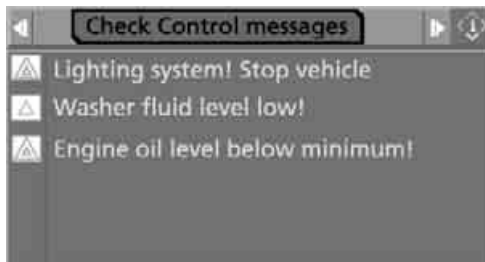 Check Control messages
Lighting system! Stop vehicle
Washer fluid level low!
Engine oil level below minimum!